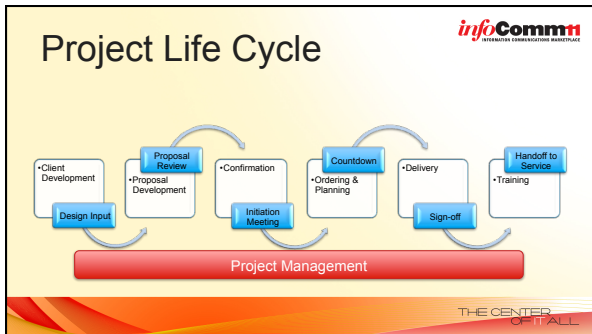 Project Life Cycle
infoComm11
INFORMATION COMMUNICATIONS MARKETPLACE
•Client
Development
Design Input
Proposal
Review
•Proposal
Development
•Confirmation
Initiation
Meeting
Countdown
•Ordering &
Planning
•Delivery
Sign-off
Handoff to
Service
•Training
Project Management
THE CENTER
OF IT ALL